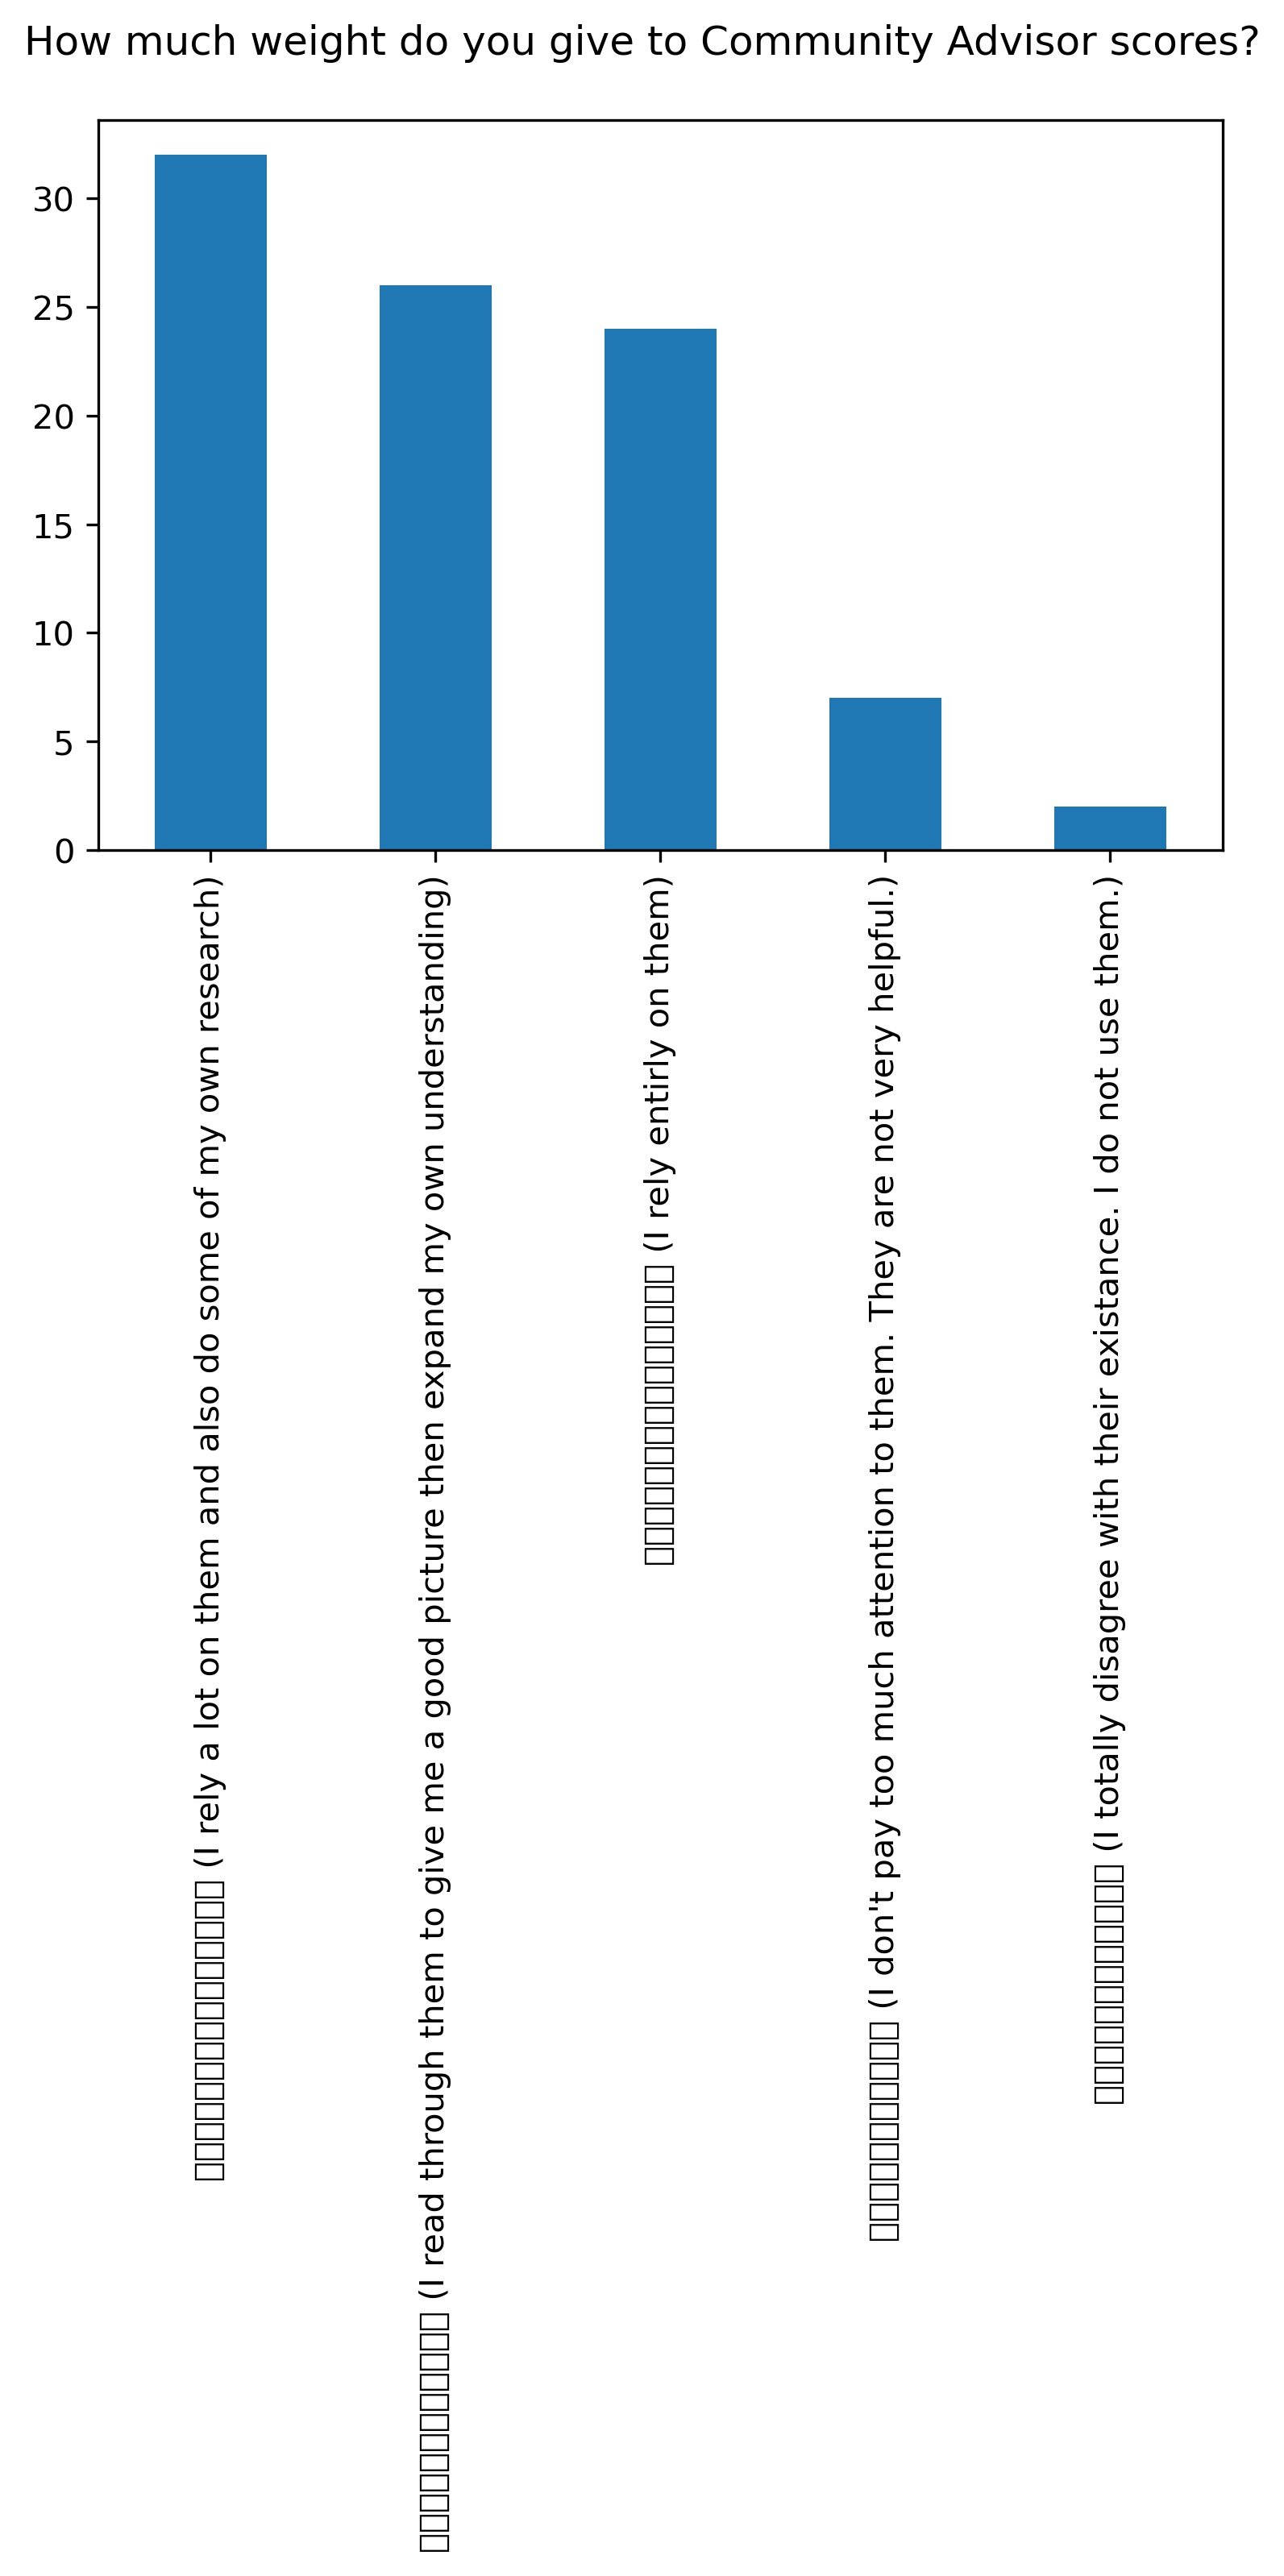 How much weight do you give to Community Advisor scores?
30
25
20
15
10
5
0
(I rely a lot on them and also do some of my own research)
(I read through them to give me a good picture then expand my own understanding)
(I rely entirly on them)
(I don't pay too much attention to them. They are not very helpful.)
(I totally disagree with their existance. I do not use them.)